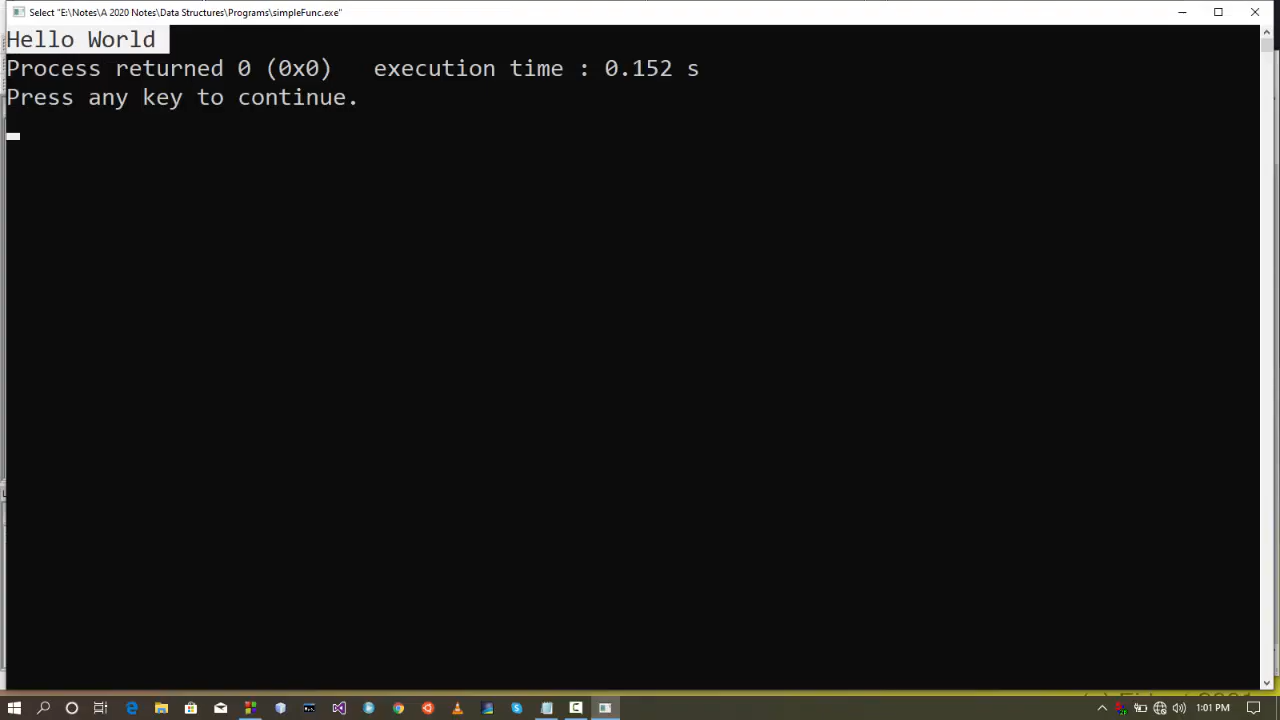 Select "E:\Notes\A 2020 Notes\Data Structures\Programs\simpleFunc.exe"
Hello World
Process returned 0 (0x0)   execution time : 0.152 s
Press any key to continue.
1:01 PM